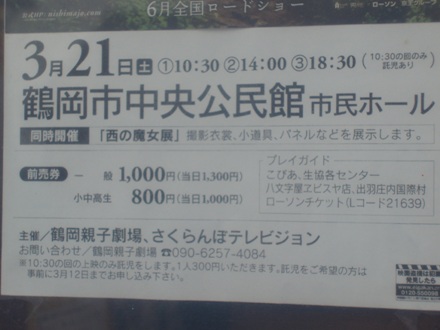 6月全国ロードショー
ローソン
3月21日土 ①10:30 ②14:00 ③18:30 (10:30の回のみ託児あり)
鶴岡市中央公民館 市民ホール
同時開催 「西の魔女展」撮影衣裳、小道具、パネルなどを展示します。
前売券 一般 1,000円(当日1,300円)
小中高生 800円(当日1,000円)
プレイガイド
こぴあ、生協各センター
八文字屋ヱビスヤ店、出羽庄内国際村
ローソンチケット(Lコード21639)
主催/鶴岡親子劇場、さくらんぼテレビジョン
お問い合わせ/鶴岡親子劇場 ☎090-6257-4084
※10:30の回の上映のみ託児をします。1人300円いただきます。託児をご希望の方は
事前に3月12日までお申し込み下さい。